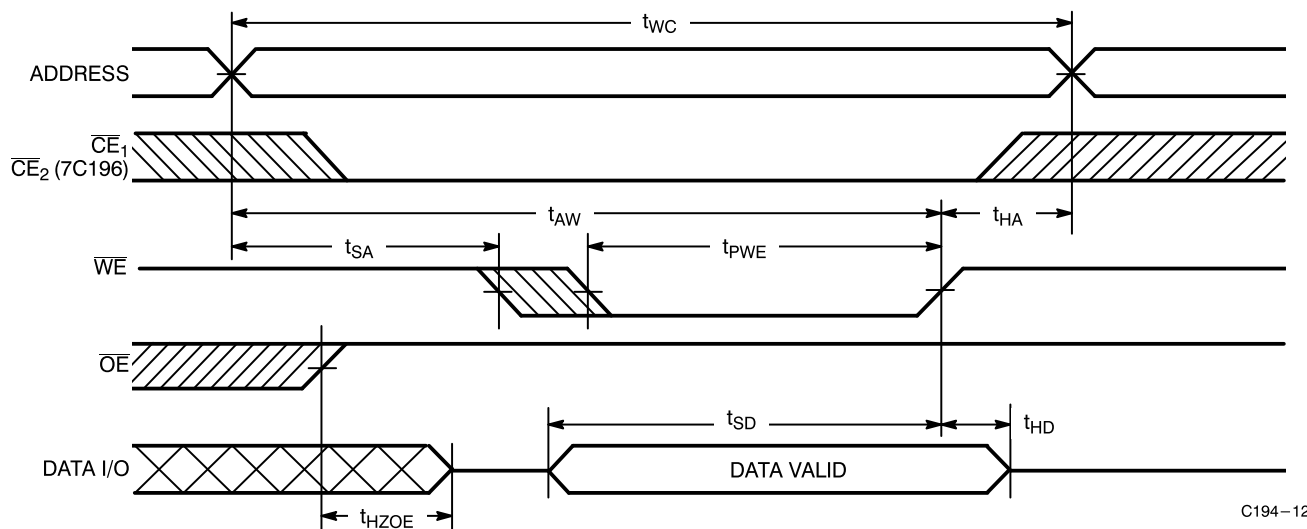 tWC
ADDRESS
CE1
CE2 (7C196)
tAW
tHA
tSA
tPWE
WE
OE
tSD
tHD
DATA I/O
DATA VALID
tHZOE
C194−12